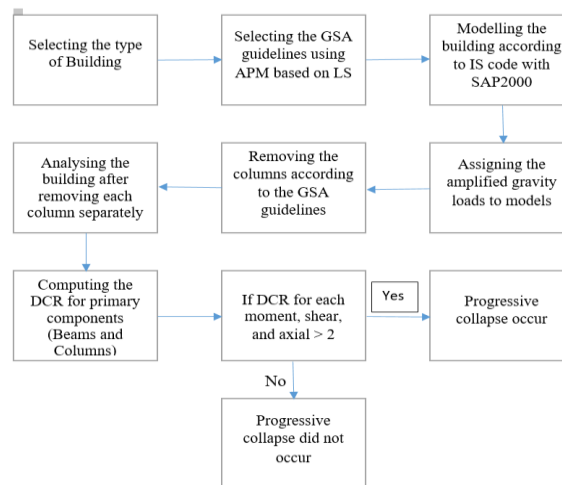 Selecting the type
of Building
Selecting the GSA
guidelines using
APM based on LS
Modelling the
building according
to IS code with
SAP2000
Assigning the
amplified gravity
loads to models
Removing the
columns according
to the GSA
guidelines
Analysing the
building after
removing each
column separately
Computing the
DCR for primary
components
(Beams and
Columns)
If DCR for each
moment, shear,
and axial > 2
Yes
Progressive
collapse occur
No
Progressive
collapse did not
occur